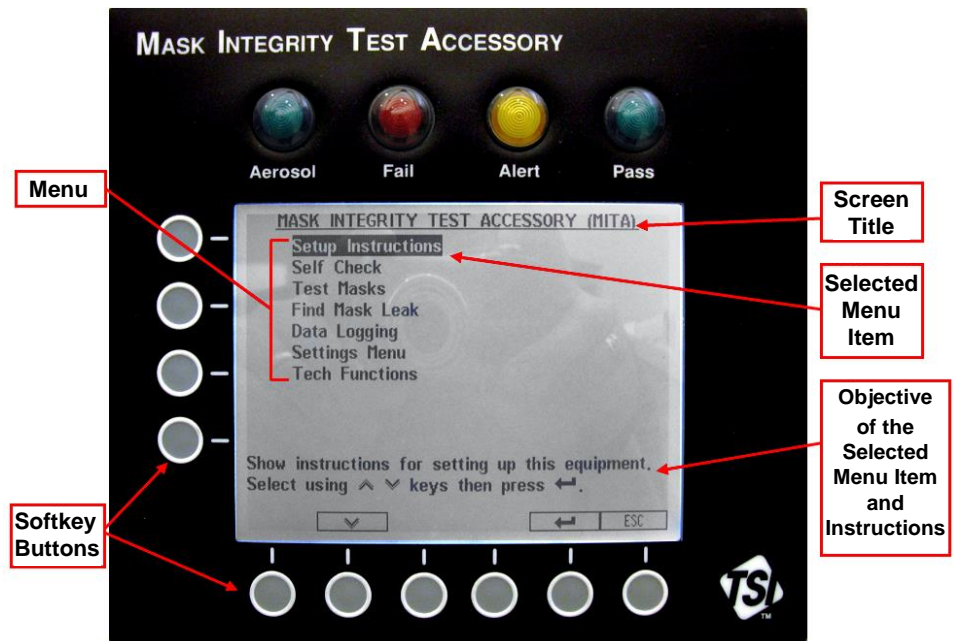 MASK INTEGRITY TEST ACCESSORY
Aerosol Fail Alert Pass
Menu
Screen
Title
MASK INTEGRITY TEST ACCESSORY (MITA)
Setup Instructions
Self Check
Test Masks
Find Mask Leak
Data Logging
Settings Menu
Tech Functions
Selected
Menu
Item
Objective
of the
Selected
Menu Item
and
Instructions
Show instructions for setting up this equipment.
Select using ︿ ﹀ keys then press ↵.
ESC
Softkey
Buttons
TSI
TM